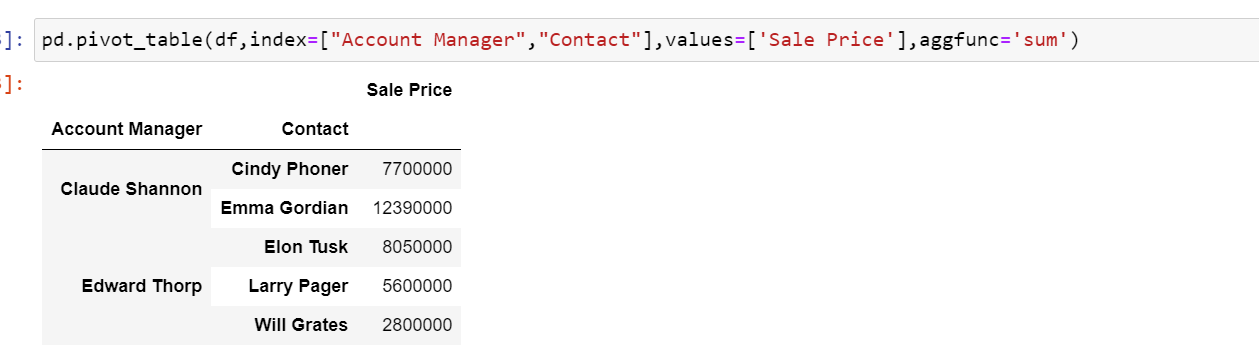 ]: pd.pivot_table(df,index=["Account Manager","Contact"],values=['Sale Price'],aggfunc='sum')
]:
Sale Price
Account Manager Contact
Claude Shannon Cindy Phoner 7700000
Emma Gordian 12390000
Edward Thorp Elon Tusk 8050000
Larry Pager 5600000
Will Grates 2800000